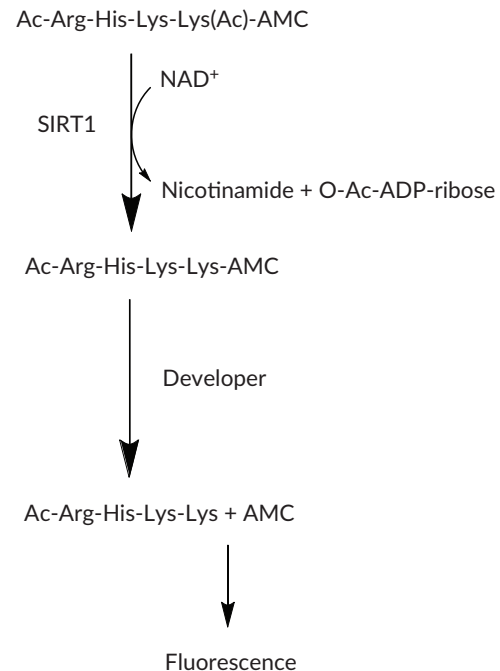 Ac-Arg-His-Lys-Lys(Ac)-AMC
NAD⁺
SIRT1
Nicotinamide + O-Ac-ADP-ribose
Ac-Arg-His-Lys-Lys-AMC
Developer
Ac-Arg-His-Lys-Lys + AMC
Fluorescence